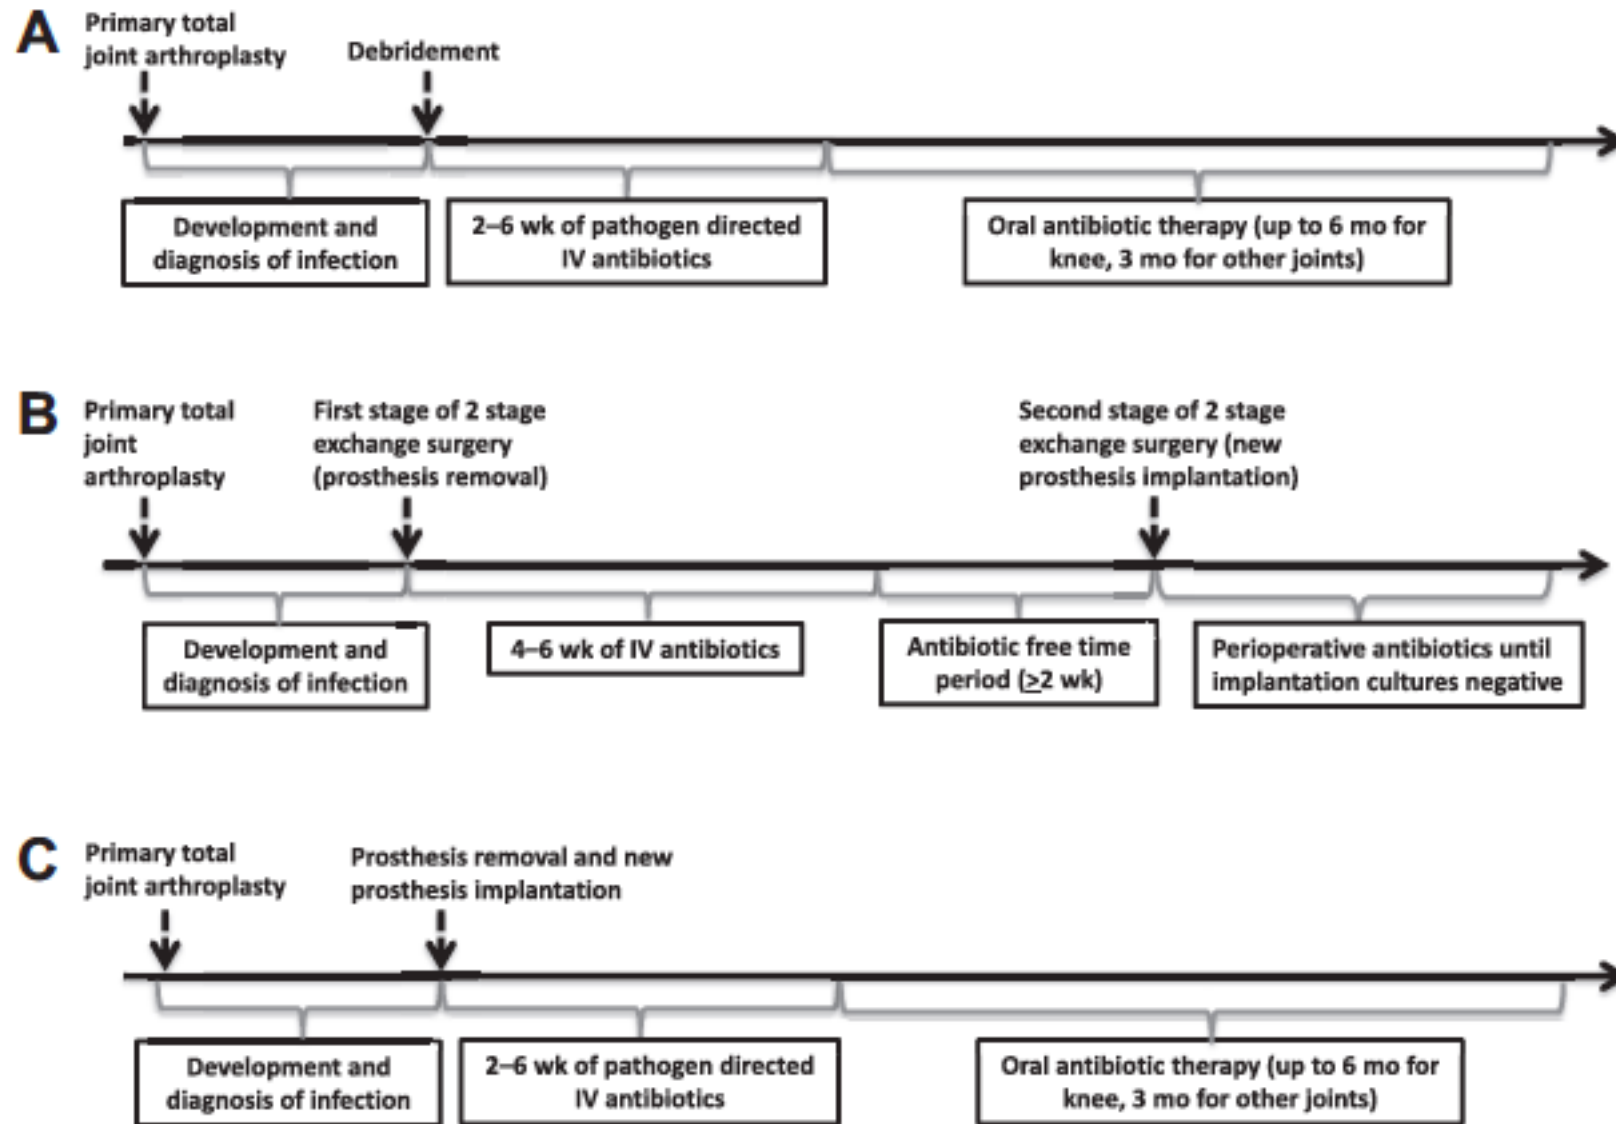 A
Primary total
joint arthroplasty
Debridement
Development and
diagnosis of infection
2–6 wk of pathogen directed
IV antibiotics
Oral antibiotic therapy (up to 6 mo for
knee, 3 mo for other joints)
B
Primary total
joint
arthroplasty
First stage of 2 stage
exchange surgery
(prosthesis removal)
Second stage of 2 stage
exchange surgery (new
prosthesis implantation)
Development and
diagnosis of infection
4–6 wk of IV antibiotics
Antibiotic free time
period (≥2 wk)
Perioperative antibiotics until
implantation cultures negative
C
Primary total
joint arthroplasty
Prosthesis removal and new
prosthesis implantation
Development and
diagnosis of infection
2–6 wk of pathogen directed
IV antibiotics
Oral antibiotic therapy (up to 6 mo for
knee, 3 mo for other joints)